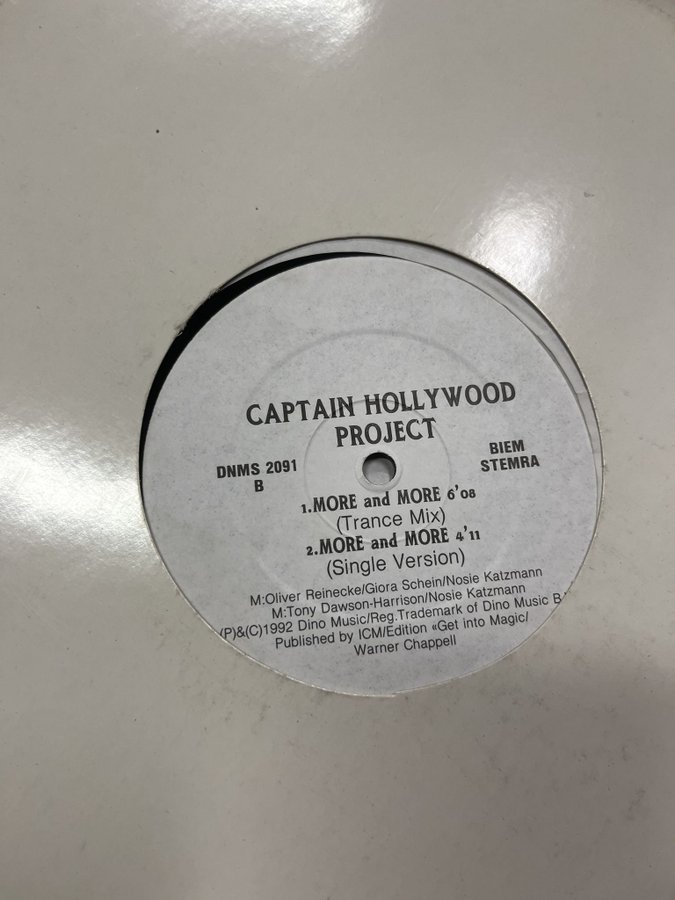 CAPTAIN HOLLYWOOD
PROJECT
DNMS 2091
B
BIEM
STEMRA
1.MORE and MORE 6'08
(Trance Mix)
2.MORE and MORE 4'11
(Single Version)
M:Oliver Reinecke/Giora Schein/Nosie Katzmann
M:Tony Dawson-Harrison/Nosie Katzmann
(P)&(C)1992 Dino Music/Reg.Trademark of Dino Music B
Published by ICM/Edition «Get into Magic/
Warner Chappell